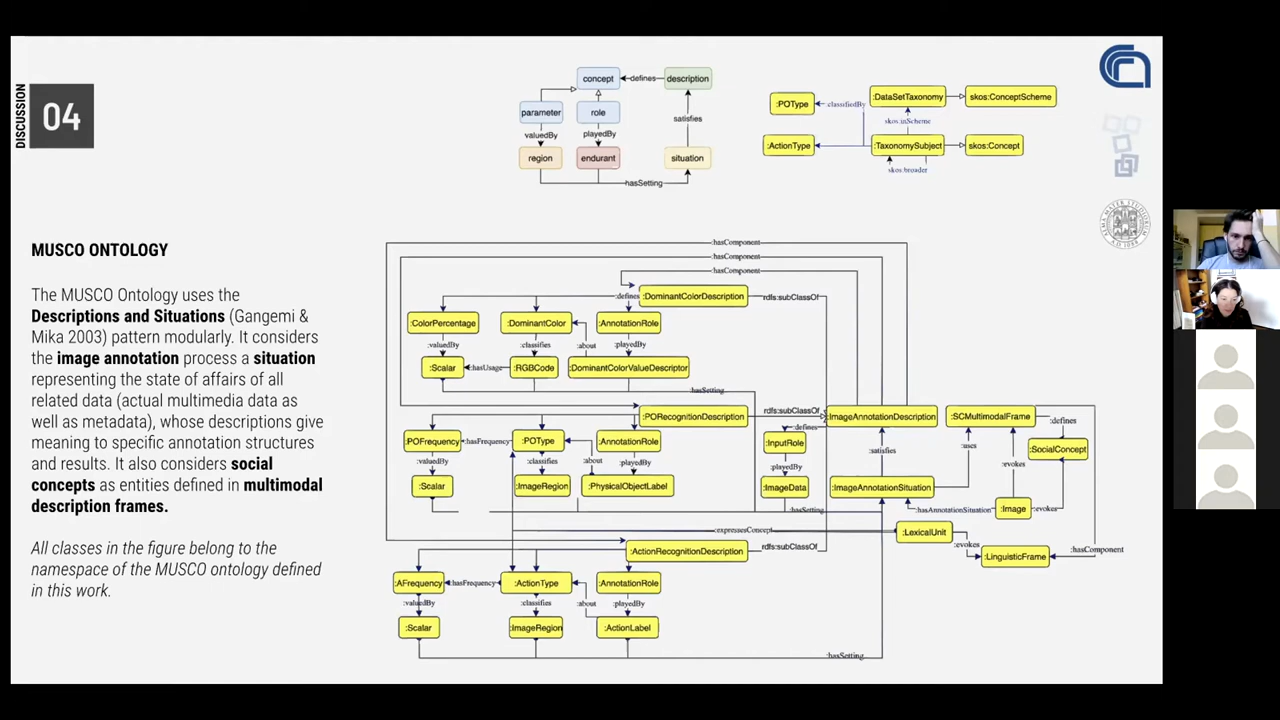 DISCUSSION
04
MUSCO ONTOLOGY
The MUSCO Ontology uses the
Descriptions and Situations (Gangemi &
Mika 2003) pattern modularly. It considers
the image annotation process a situation
representing the state of affairs of all
related data (actual multimedia data as
well as metadata), whose descriptions give
meaning to specific annotation structures
and results. It also considers social
concepts as entities defined in multimodal
description frames.
All classes in the figure belong to the
namespace of the MUSCO ontology defined
in this work.
concept
defines
description
parameter
role
satisfies
valuedBy
playedBy
region
endurant
situation
hasSetting
:POType
classifiedBy
:DataSetTaxonomy
skos:ConceptScheme
skos:inScheme
:ActionType
:TaxonomySubject
skos:Concept
skos:broader
:hasComponent
:hasComponent
:hasComponent
:defines
:DominantColorDescription
rdfs:subClassOf
:ColorPercentage
:DominantColor
:AnnotationRole
:valuedBy
:classifies
:about
:playedBy
:Scalar
:hasUsage
:RGBCode
:DominantColorValueDescriptor
:hasSetting
:PORecognitionDescription
rdfs:subClassOf
:ImageAnnotationDescription
:SCMultimodalFrame
:defines
:defines
:POFrequency
:hasFrequency
:POType
:AnnotationRole
:InputRole
:satisfies
:uses
:SocialConcept
:valuedBy
:classifies
:about
:playedBy
:playedBy
:evokes
:Scalar
:ImageRegion
:PhysicalObjectLabel
:ImageData
:ImageAnnotationSituation
:hasSetting
:hasAnnotationSituation
:Image
:evokes
:expressesConcept
:LexicalUnit
:evokes
:LinguisticFrame
:hasComponent
:ActionRecognitionDescription
rdfs:subClassOf
:AFrequency
:hasFrequency
:ActionType
:AnnotationRole
:valuedBy
:classifies
:about
:playedBy
:Scalar
:ImageRegion
:ActionLabel
:hasSetting